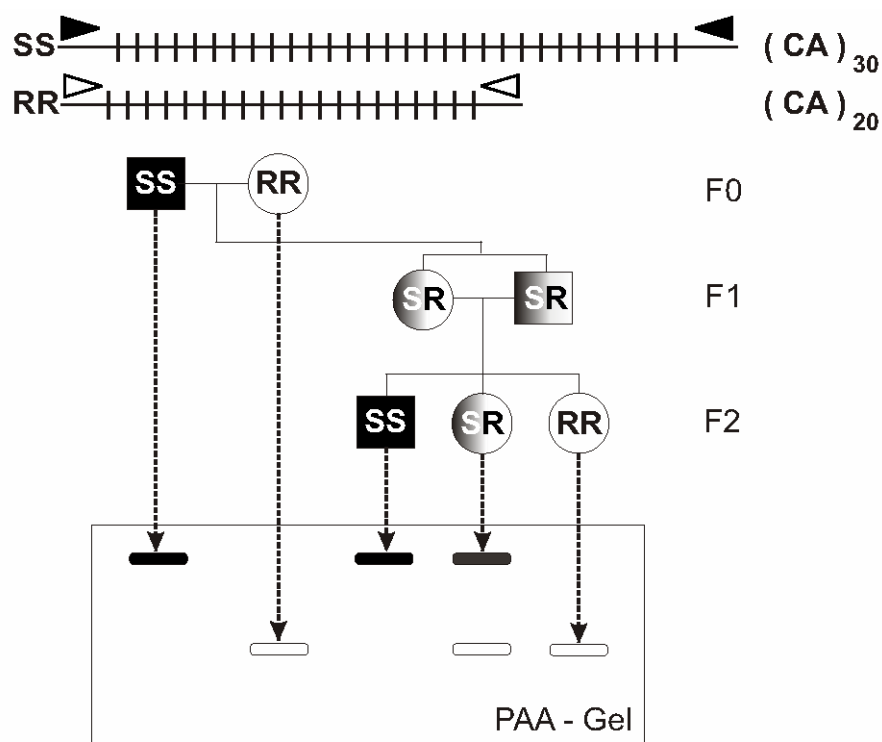 SS (CA)30
RR (CA)20
SS RR F0
SR SR F1
SS SR RR F2
PAA - Gel